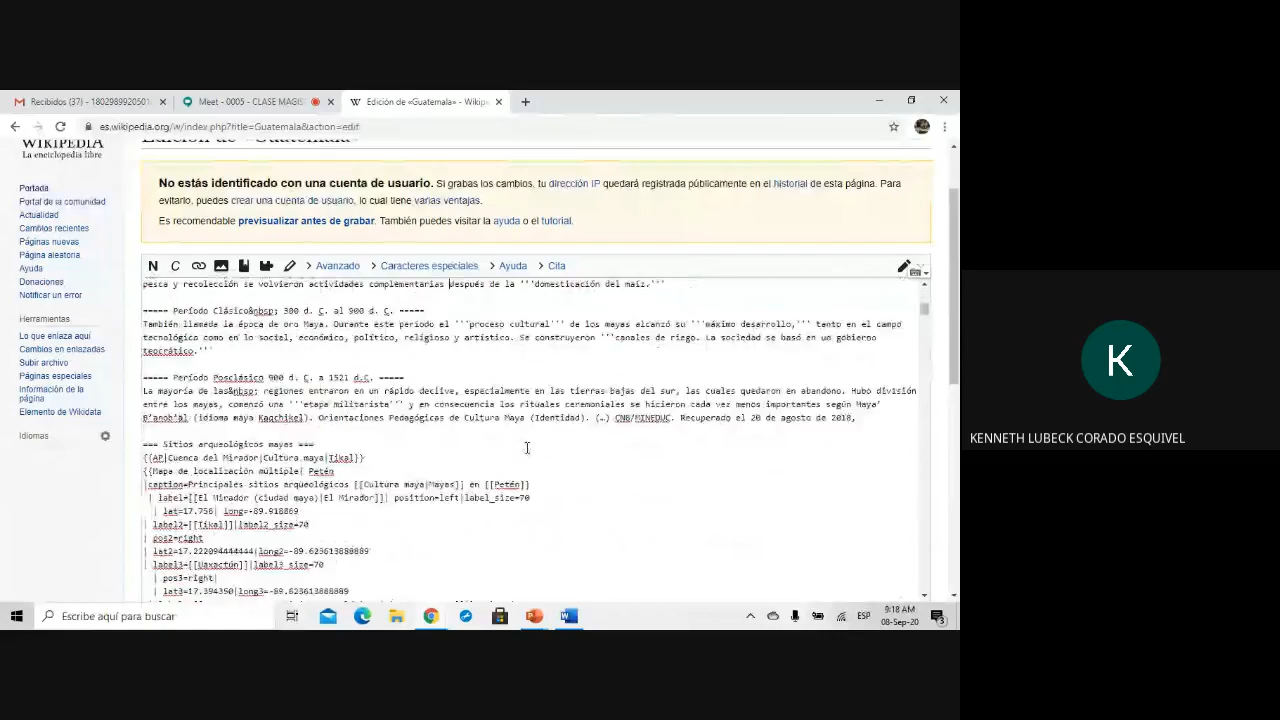 Recibidos (37) - 1802989920501
Meet - 0005 - CLASE MAGIS
Edición de «Guatemala» - Wikip
es.wikipedia.org/w/index.php?title=Guatemala&action=edit
WIKIPEDIA
La enciclopedia libre
Edición de «Guatemala»
Portada
Portal de la comunidad
Actualidad
Cambios recientes
Páginas nuevas
Página aleatoria
Ayuda
Donaciones
Notificar un error
Herramientas
Lo que enlaza aquí
Cambios en enlazadas
Subir archivo
Páginas especiales
Información de la
página
Elemento de Wikidata
Idiomas
No estás identificado con una cuenta de usuario. Si grabas los cambios, tu dirección IP quedará registrada públicamente en el historial de esta página. Para
evitarlo, puedes crear una cuenta de usuario, lo cual tiene varias ventajas.
Es recomendable previsualizar antes de grabar. También puedes visitar la ayuda o el tutorial.
N C Avanzado Caracteres especiales Ayuda Cita
pesca y recolección se volvieron actividades complementarias después de la '''domesticación del maíz.'''
===== Período Clásico&nbsp; 300 d. C. al 900 d. C. =====
También llamada la época de oro Maya. Durante este período el '''proceso cultural''' de los mayas alcanzó su '''máximo desarrollo,''' tanto en el campo
tecnológico como en lo social, económico, político, religioso y artístico. Se construyeron '''canales de riego. La sociedad se basó en un gobierno
teocrático.'''
===== Período Posclásico 900 d. C. a 1521 d.C. =====
La mayoría de las&nbsp; regiones entraron en un rápido declive, especialmente en las tierras bajas del sur, las cuales quedaron en abandono. Hubo división
entre los mayas, comenzó una '''etapa militarista''' y en consecuencia los rituales ceremoniales se hicieron cada vez menos importantes según Maya'
B'anob'al (idioma maya Kaqchikel). Orientaciones Pedagógicas de Cultura Maya (Identidad). (…) CNB/MINEDUC. Recuperado el 20 de agosto de 2018,
=== Sitios arqueológicos mayas ===
{{AP|Cuenca del Mirador|Cultura maya|Tikal}}
{{Mapa de localización múltiple| Petén
|caption=Principales sitios arqueológicos [[Cultura maya|Mayas]] en [[Petén]]
| label=[[El Mirador (ciudad maya)|El Mirador]]| position=left|label_size=70
| lat=17.756| long=-89.918869
| label2=[[Tikal]]|label2_size=70
| pos2=right
| lat2=17.222094444444|long2=-89.623613888889
| label3=[[Uaxactún]]|label3_size=70
| pos3=right|
| lat3=17.394350|long3=-89.623613888889
Escribe aquí para buscar
ESP
9:18 AM
08-Sep-20
3
K
KENNETH LUBECK CORADO ESQUIVEL